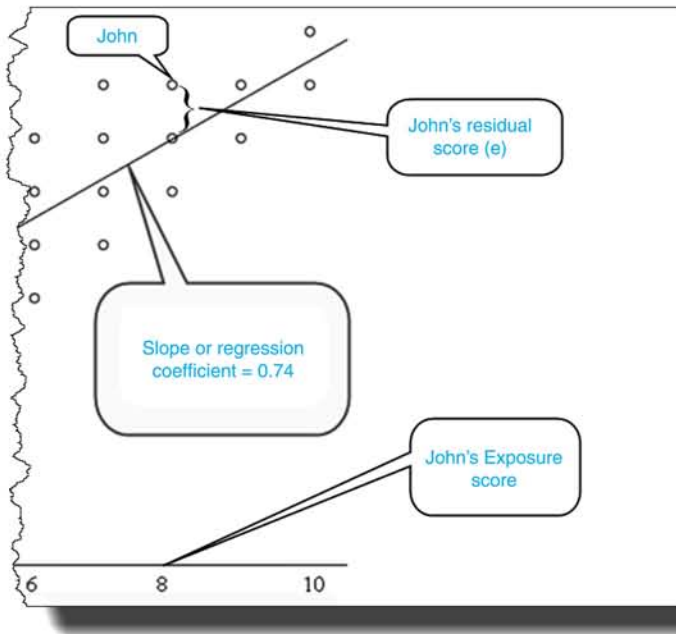 John
John's residual
score (e)
Slope or regression
coefficient = 0.74
John's Exposure
score
6 8 10